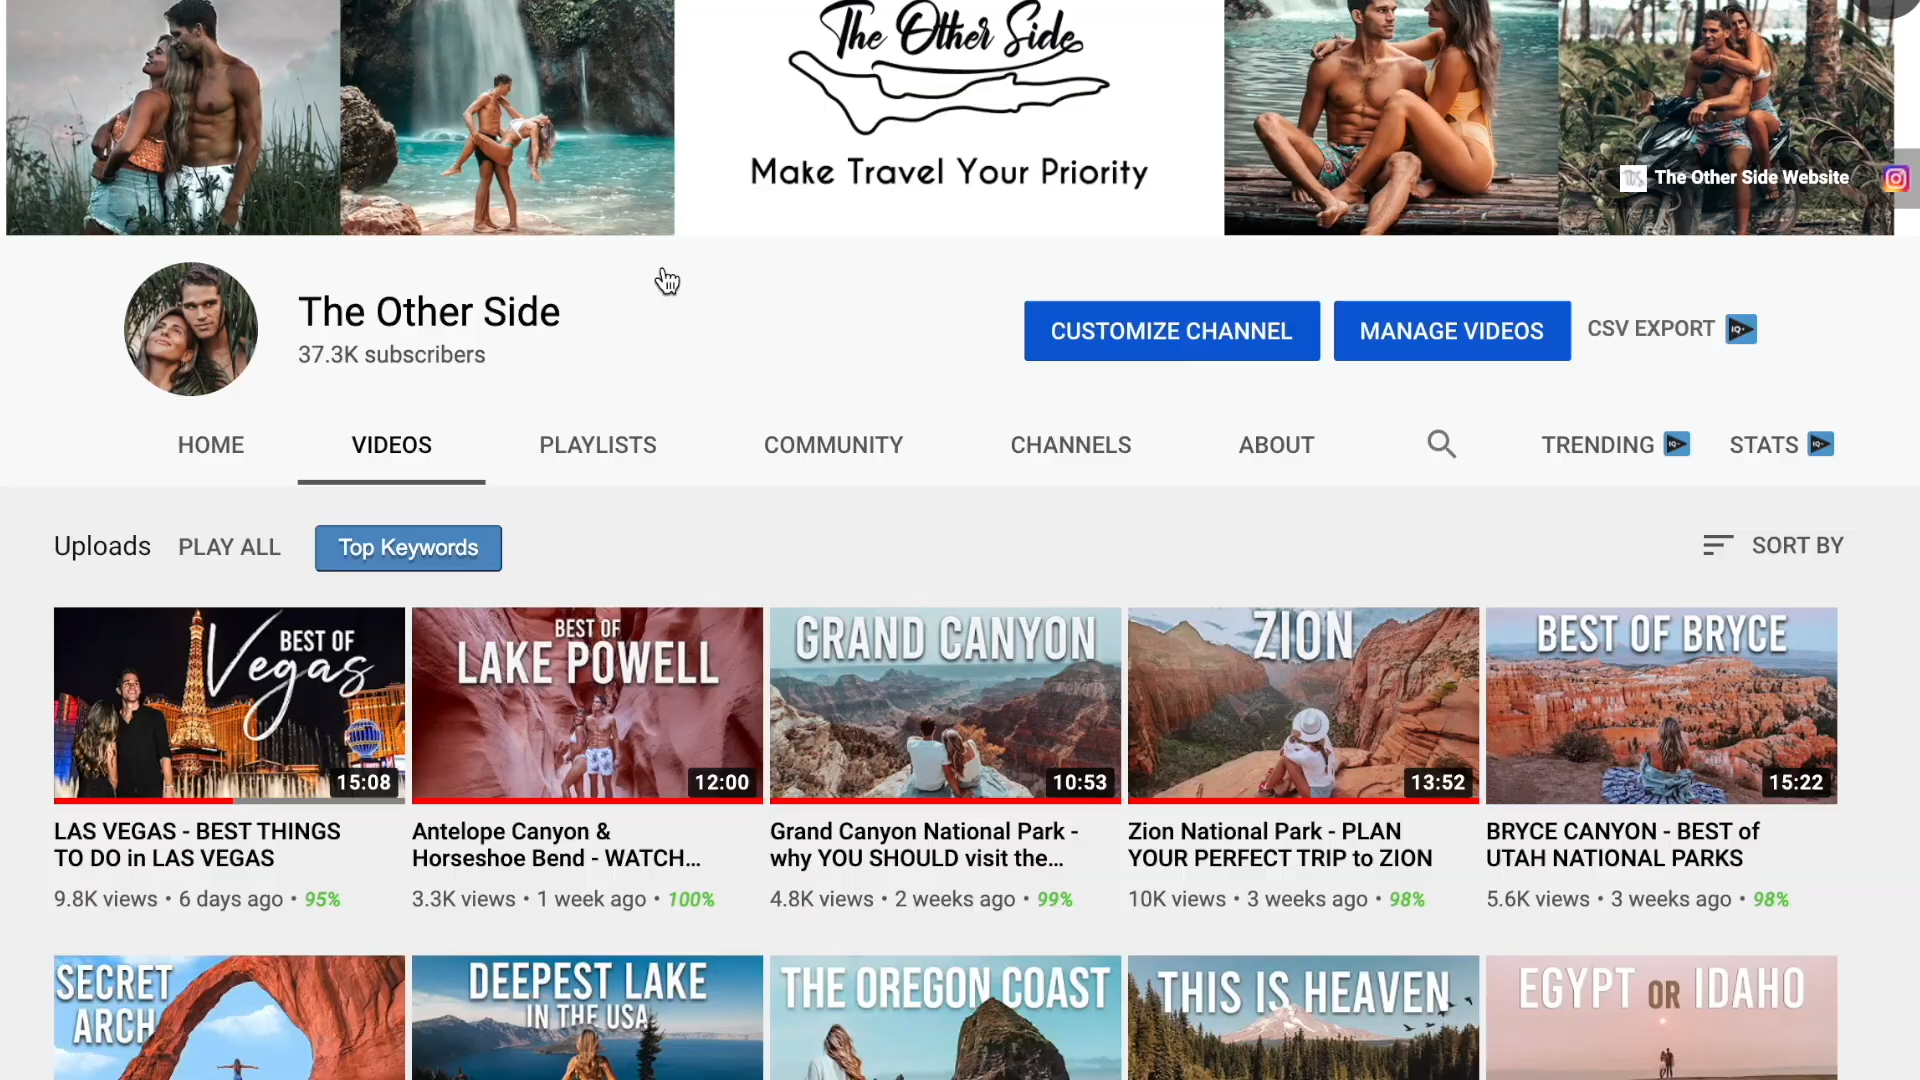 The Other Side
Make Travel Your Priority
The Other Side Website
The Other Side
37.3K subscribers
CUSTOMIZE CHANNEL
MANAGE VIDEOS
CSV EXPORT
HOME
VIDEOS
PLAYLISTS
COMMUNITY
CHANNELS
ABOUT
TRENDING
STATS
Uploads
PLAY ALL
Top Keywords
SORT BY
BEST OF
Vegas
15:08
BEST OF
LAKE POWELL
12:00
GRAND CANYON
10:53
ZION
13:52
BEST OF BRYCE
15:22
LAS VEGAS - BEST THINGS
TO DO in LAS VEGAS
9.8K views • 6 days ago • 95%
Antelope Canyon &
Horseshoe Bend - WATCH...
3.3K views • 1 week ago • 100%
Grand Canyon National Park -
why YOU SHOULD visit the...
4.8K views • 2 weeks ago • 99%
Zion National Park - PLAN
YOUR PERFECT TRIP to ZION
10K views • 3 weeks ago • 98%
BRYCE CANYON - BEST of
UTAH NATIONAL PARKS
5.6K views • 3 weeks ago • 98%
SECRET
ARCH
DEEPEST LAKE
IN THE USA
THE OREGON COAST
THIS IS HEAVEN
EGYPT OR IDAHO